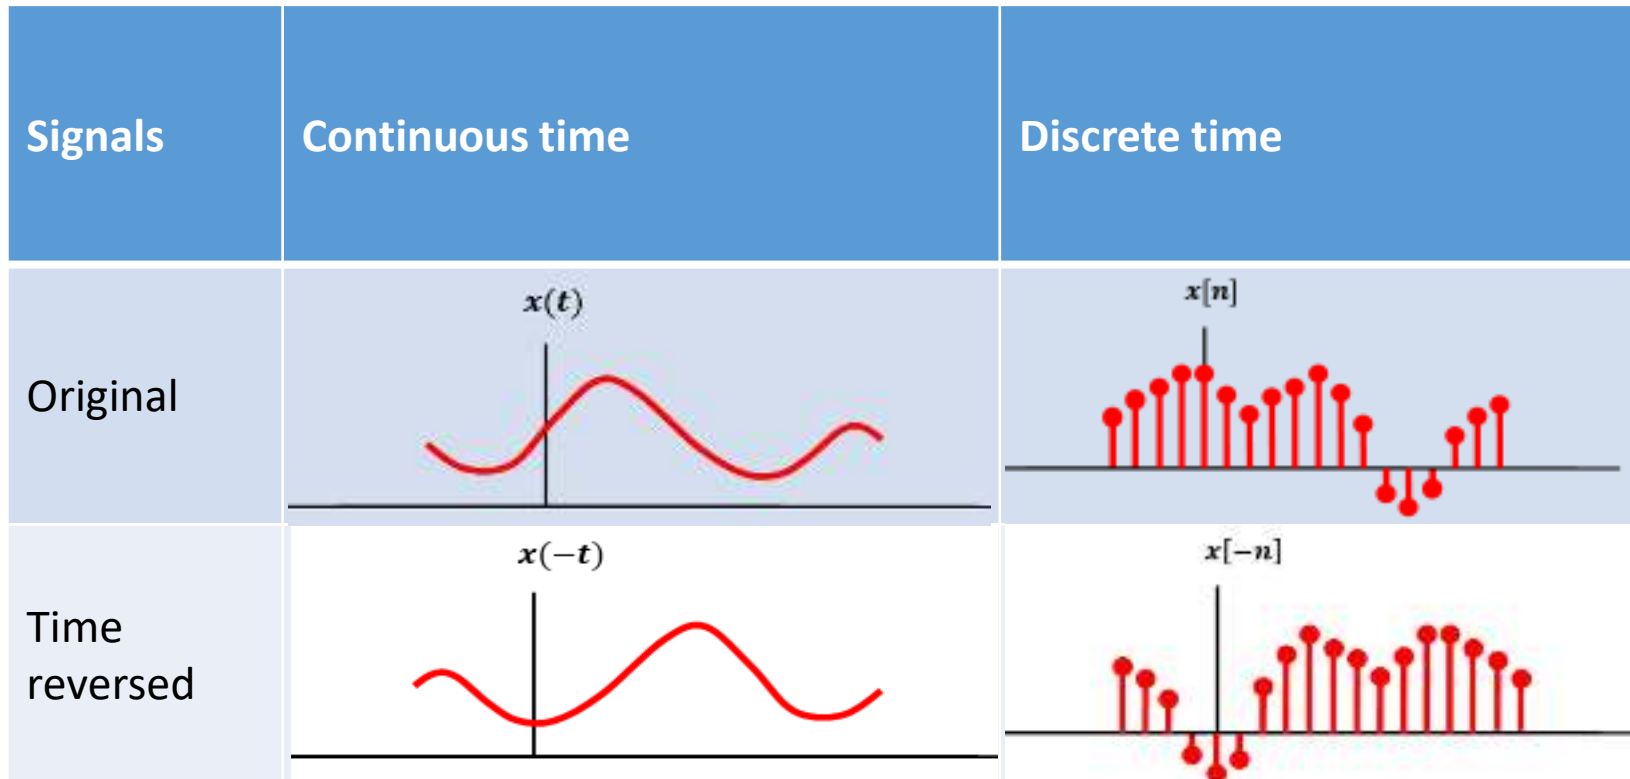 Signals
Continuous time
Discrete time
Original
x(t)
x[n]
Time
reversed
x(−t)
x[−n]